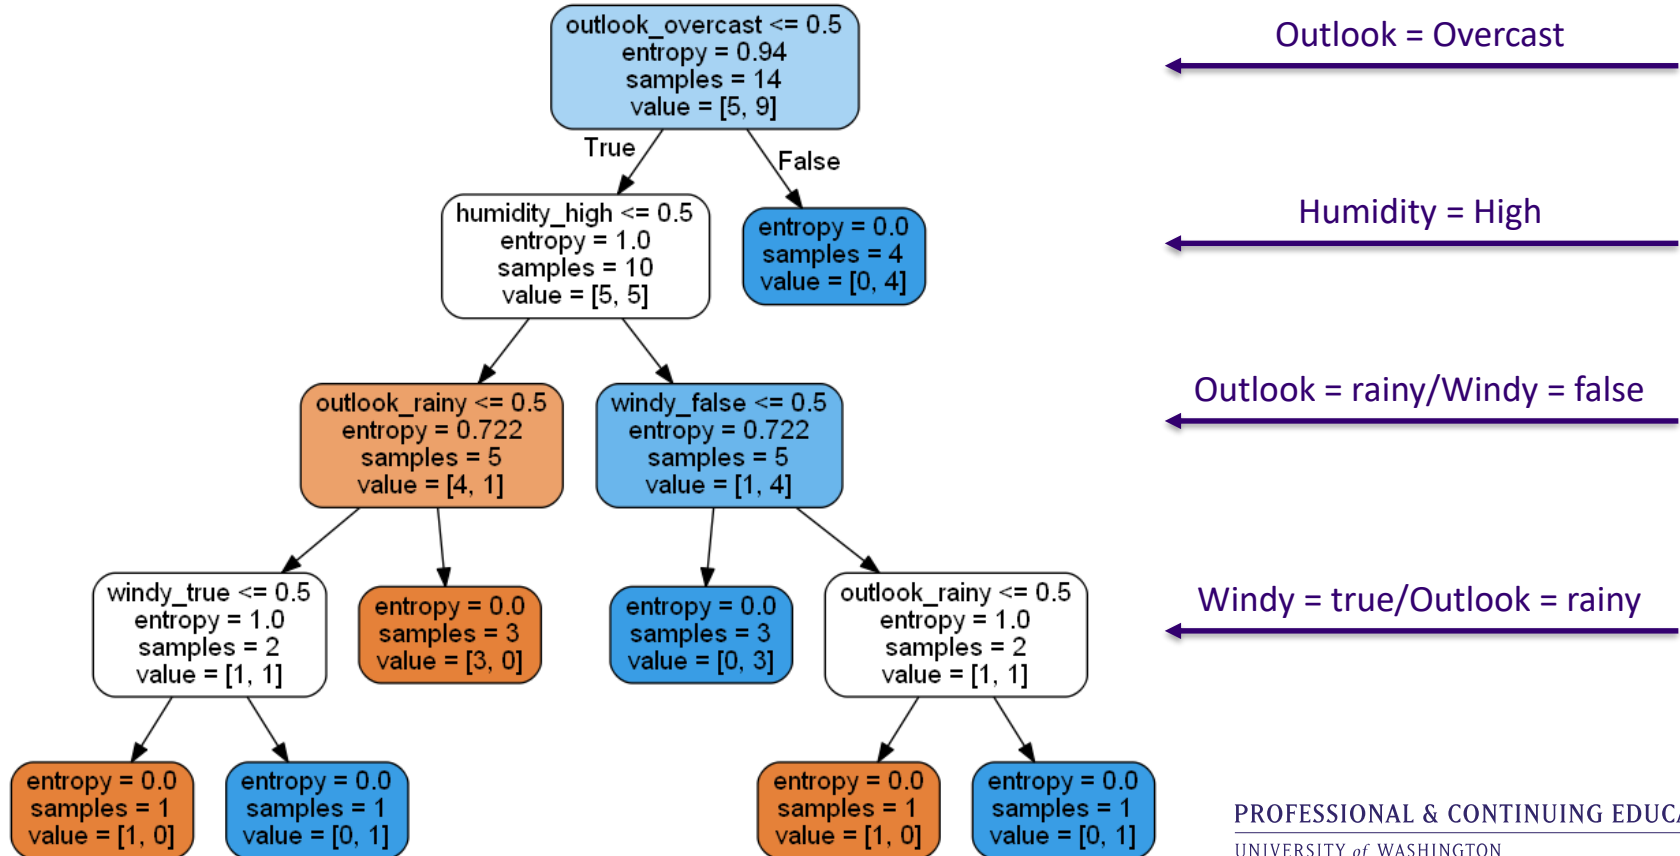 outlook_overcast <= 0.5
entropy = 0.94
samples = 14
value = [5, 9]
Outlook = Overcast
True
False
humidity_high <= 0.5
entropy = 1.0
samples = 10
value = [5, 5]
entropy = 0.0
samples = 4
value = [0, 4]
Humidity = High
outlook_rainy <= 0.5
entropy = 0.722
samples = 5
value = [4, 1]
windy_false <= 0.5
entropy = 0.722
samples = 5
value = [1, 4]
Outlook = rainy/Windy = false
windy_true <= 0.5
entropy = 1.0
samples = 2
value = [1, 1]
entropy = 0.0
samples = 3
value = [3, 0]
entropy = 0.0
samples = 3
value = [0, 3]
outlook_rainy <= 0.5
entropy = 1.0
samples = 2
value = [1, 1]
Windy = true/Outlook = rainy
entropy = 0.0
samples = 1
value = [1, 0]
entropy = 0.0
samples = 1
value = [0, 1]
entropy = 0.0
samples = 1
value = [1, 0]
entropy = 0.0
samples = 1
value = [0, 1]
PROFESSIONAL & CONTINUING EDUCA
UNIVERSITY of WASHINGTON